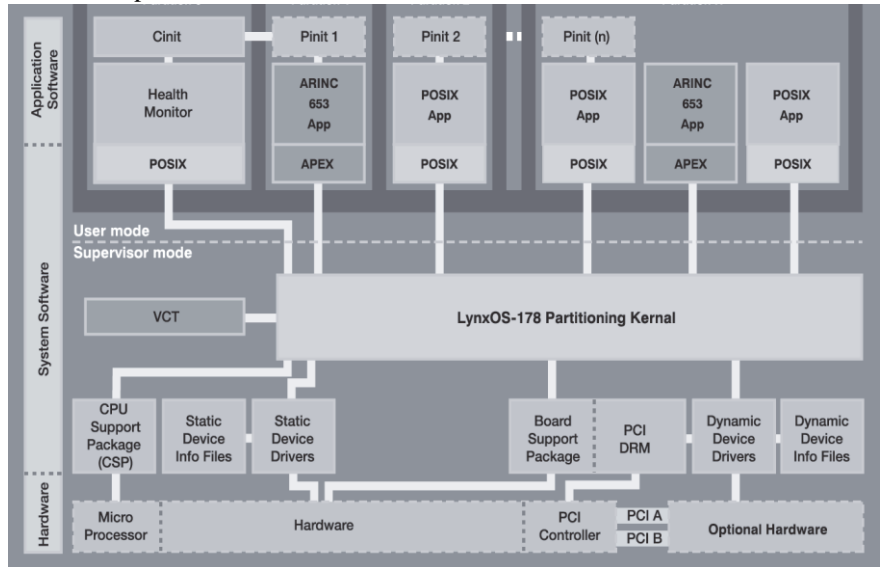 Cinit
Pinit 1
Pinit 2
Pinit (n)
Application
Software
Health
Monitor
ARINC
653
App
POSIX
App
POSIX
App
ARINC
653
App
POSIX
App
POSIX
APEX
POSIX
POSIX
APEX
POSIX
User mode
Supervisor mode
System Software
VCT
LynxOS-178 Partitioning Kernal
CPU
Support
Package
(CSP)
Static
Device
Info Files
Static
Device
Drivers
Board
Support
Package
PCI
DRM
Dynamic
Device
Drivers
Dynamic
Device
Info Files
Hardware
Micro
Processor
Hardware
PCI
Controller
PCI A
PCI B
Optional Hardware